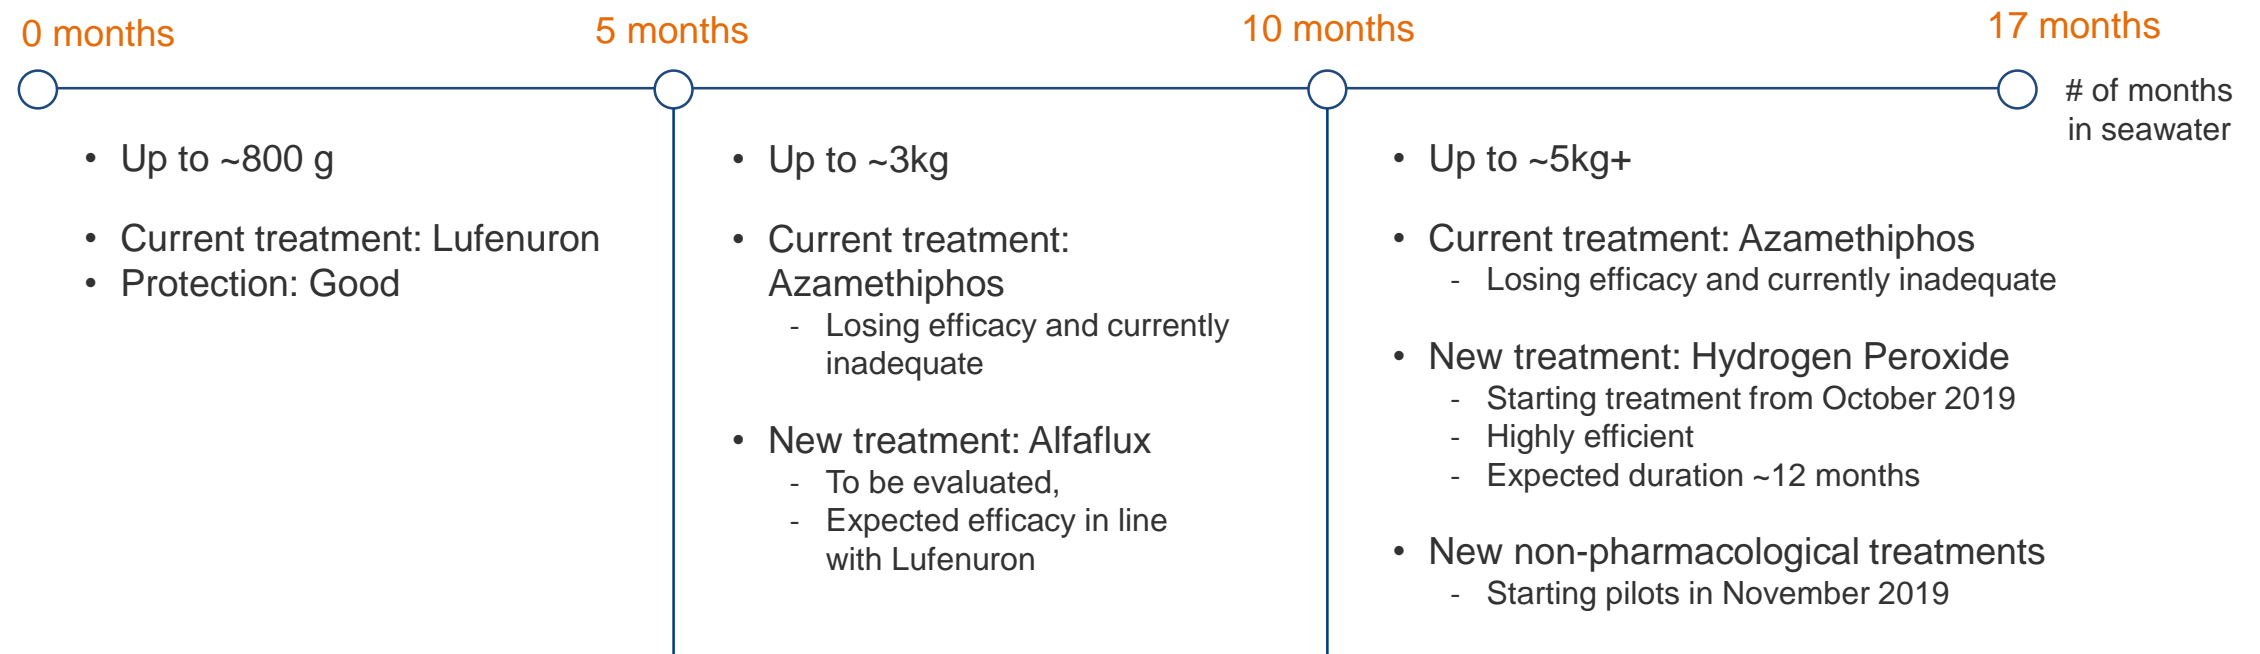 0 months
5 months
10 months
17 months
# of months
in seawater
• Up to ~800 g
• Current treatment: Lufenuron
• Protection: Good
• Up to ~3kg
• Current treatment:
Azamethiphos
- Losing efficacy and currently
inadequate
• New treatment: Alfaflux
- To be evaluated,
- Expected efficacy in line
with Lufenuron
• Up to ~5kg+
• Current treatment: Azamethiphos
- Losing efficacy and currently inadequate
• New treatment: Hydrogen Peroxide
- Starting treatment from October 2019
- Highly efficient
- Expected duration ~12 months
• New non-pharmacological treatments
- Starting pilots in November 2019